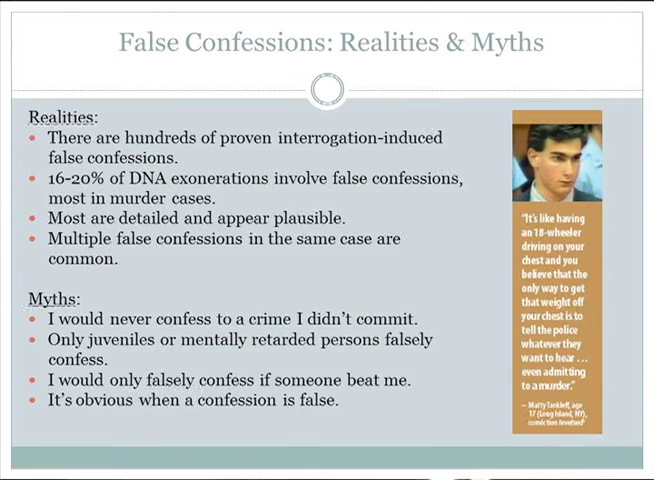 False Confessions: Realities & Myths
Realities:
There are hundreds of proven interrogation-induced
false confessions.
16-20% of DNA exonerations involve false confessions,
most in murder cases.
Most are detailed and appear plausible.
Multiple false confessions in the same case are
common.
Myths:
I would never confess to a crime I didn't commit.
Only juveniles or mentally retarded persons falsely
confess.
I would only falsely confess if someone beat me.
It's obvious when a confession is false.
"It's like having
an 18-wheeler
driving on your
chest and you
believe that the
only way to get
that weight off
your chest is to
tell the police
whatever they
want to hear ...
even admitting
to a murder."
– Marty Tankleff, age
17 (Long Island, NY),
conviction reversed